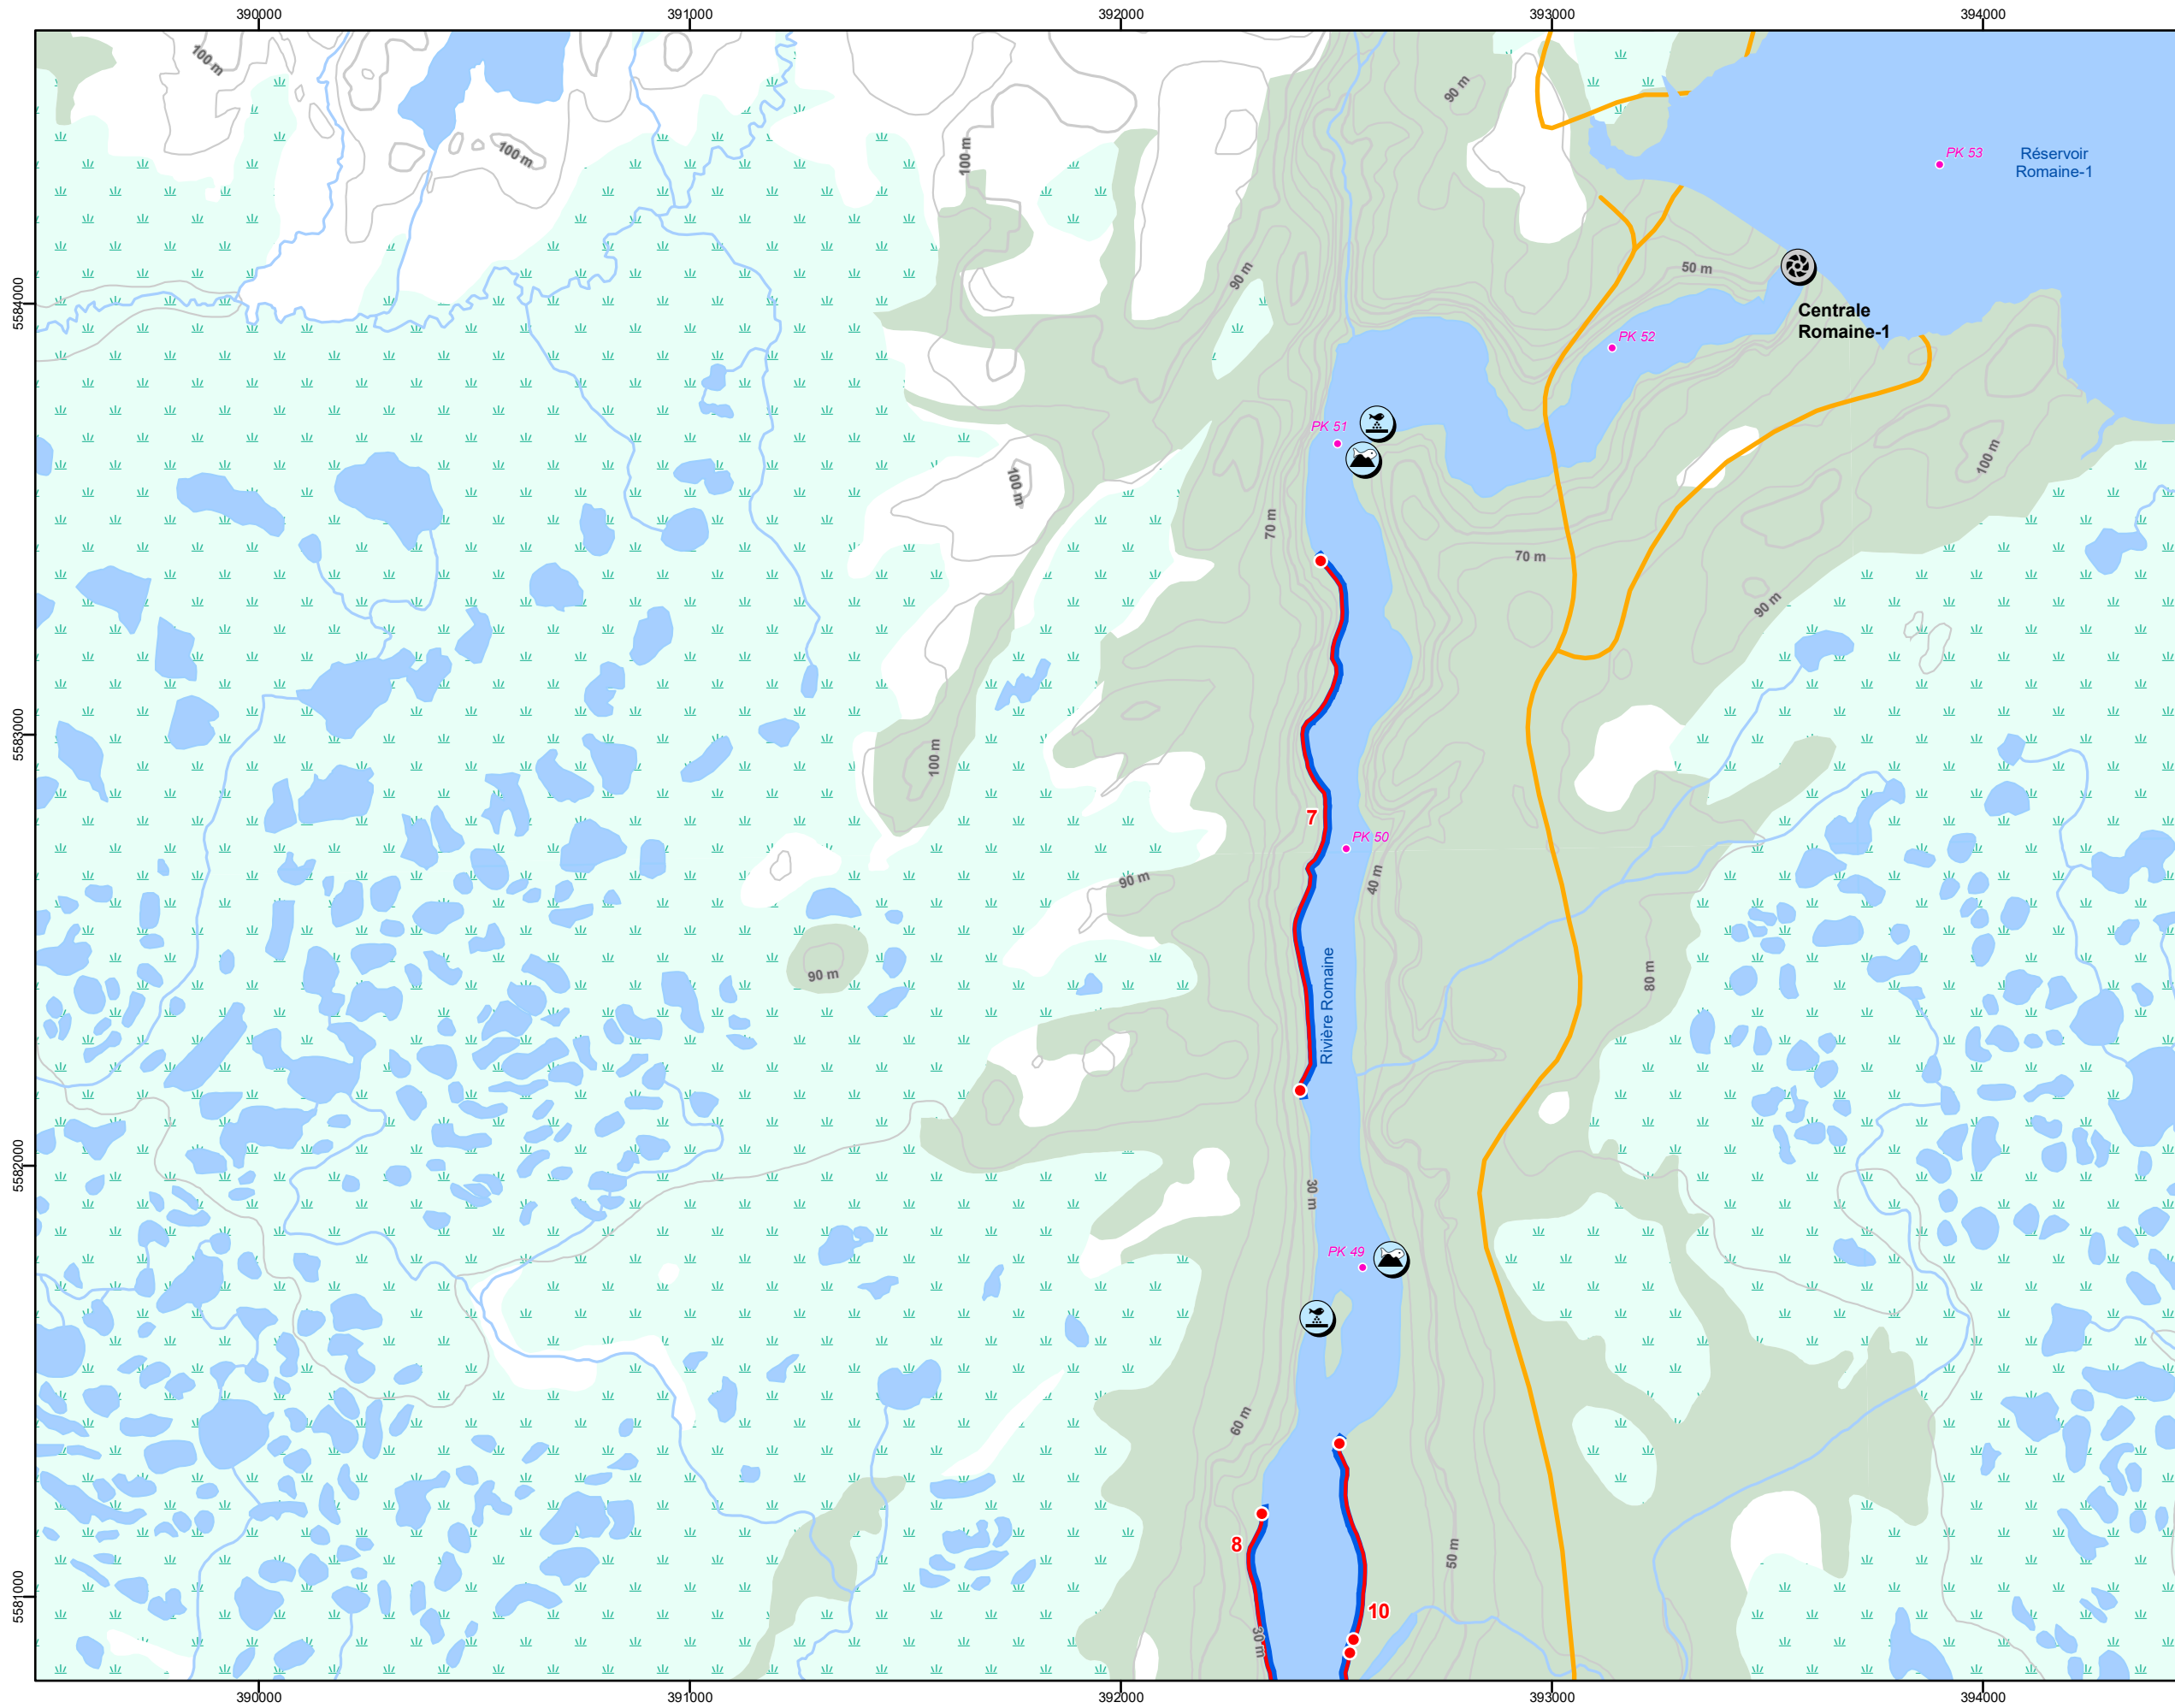 390000
391000
392000
393000
394000
100 m
90 m
100 m
100 m
PK 53
Réservoir
Romaine-1
90 m
50 m
5584000
Centrale
Romaine-1
PK 52
PK 51
100 m
100 m
70 m
70 m
90 m
5583000
100 m
7
PK 50
90 m
40 m
90 m
80 m
Rivière Romaine
5582000
30 m
PK 49
60 m
8
50 m
5581000
10
30 m
390000
391000
392000
393000
394000